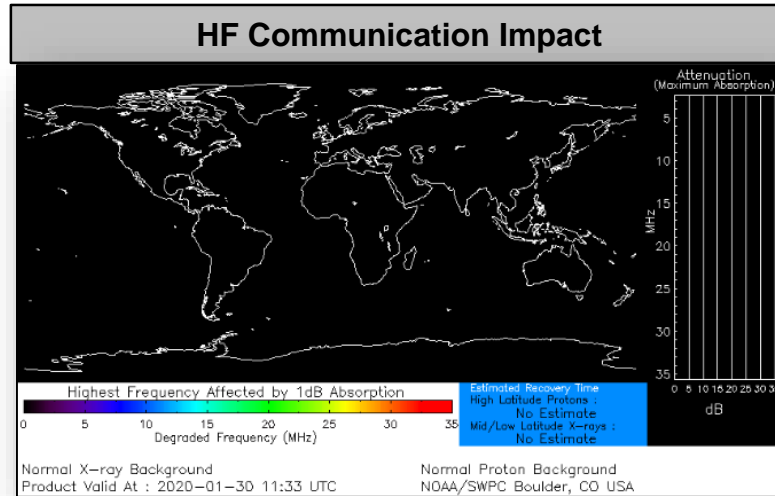 HF Communication Impact
Attenuation
(Maximum Absorption)
5
10
15
20
25
30
35
MHz
0 5 10 15 20 25 30 3
dB
Highest Frequency Affected by 1dB Absorption
0 5 10 15 20 25 30 35
Degraded Frequency (MHz)
Estimated Recovery Time
High Latitude Protons :
No Estimate
Mid/Low Latitude X-rays :
No Estimate
Normal X-ray Background
Product Valid At : 2020-01-30 11:33 UTC
Normal Proton Background
NOAA/SWPC Boulder, CO USA